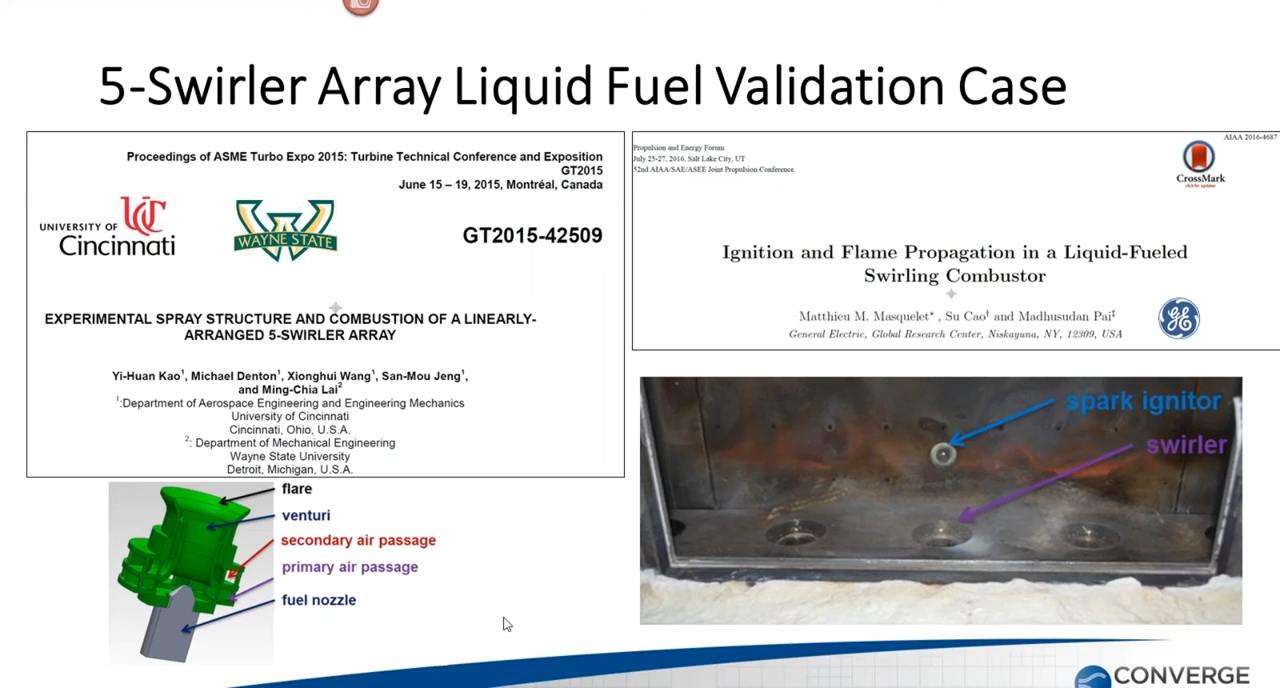 5-Swirler Array Liquid Fuel Validation Case
Proceedings of ASME Turbo Expo 2015: Turbine Technical Conference and Exposition
GT2015
June 15 – 19, 2015, Montréal, Canada
UNIVERSITY OF
Cincinnati
WAYNE STATE
GT2015-42509
EXPERIMENTAL SPRAY STRUCTURE AND COMBUSTION OF A LINEARLY-
ARRANGED 5-SWIRLER ARRAY
Yi-Huan Kao¹, Michael Denton¹, Xionghui Wang¹, San-Mou Jeng¹,
and Ming-Chia Lai²
¹:Department of Aerospace Engineering and Engineering Mechanics
University of Cincinnati
Cincinnati, Ohio, U.S.A.
²: Department of Mechanical Engineering
Wayne State University
Detroit, Michigan, U.S.A.
AIAA 2016-4687
Propulsion and Energy Forum
July 25-27, 2016, Salt Lake City, UT
52nd AIAA/SAE/ASEE Joint Propulsion Conference
CrossMark
click for updates
Ignition and Flame Propagation in a Liquid-Fueled
Swirling Combustor
Matthieu M. Masquelet* , Su Cao† and Madhusudan Pai‡
General Electric, Global Research Center, Niskayuna, NY, 12309, USA
GE
flare
venturi
secondary air passage
primary air passage
fuel nozzle
spark ignitor
swirler
CONVERGE